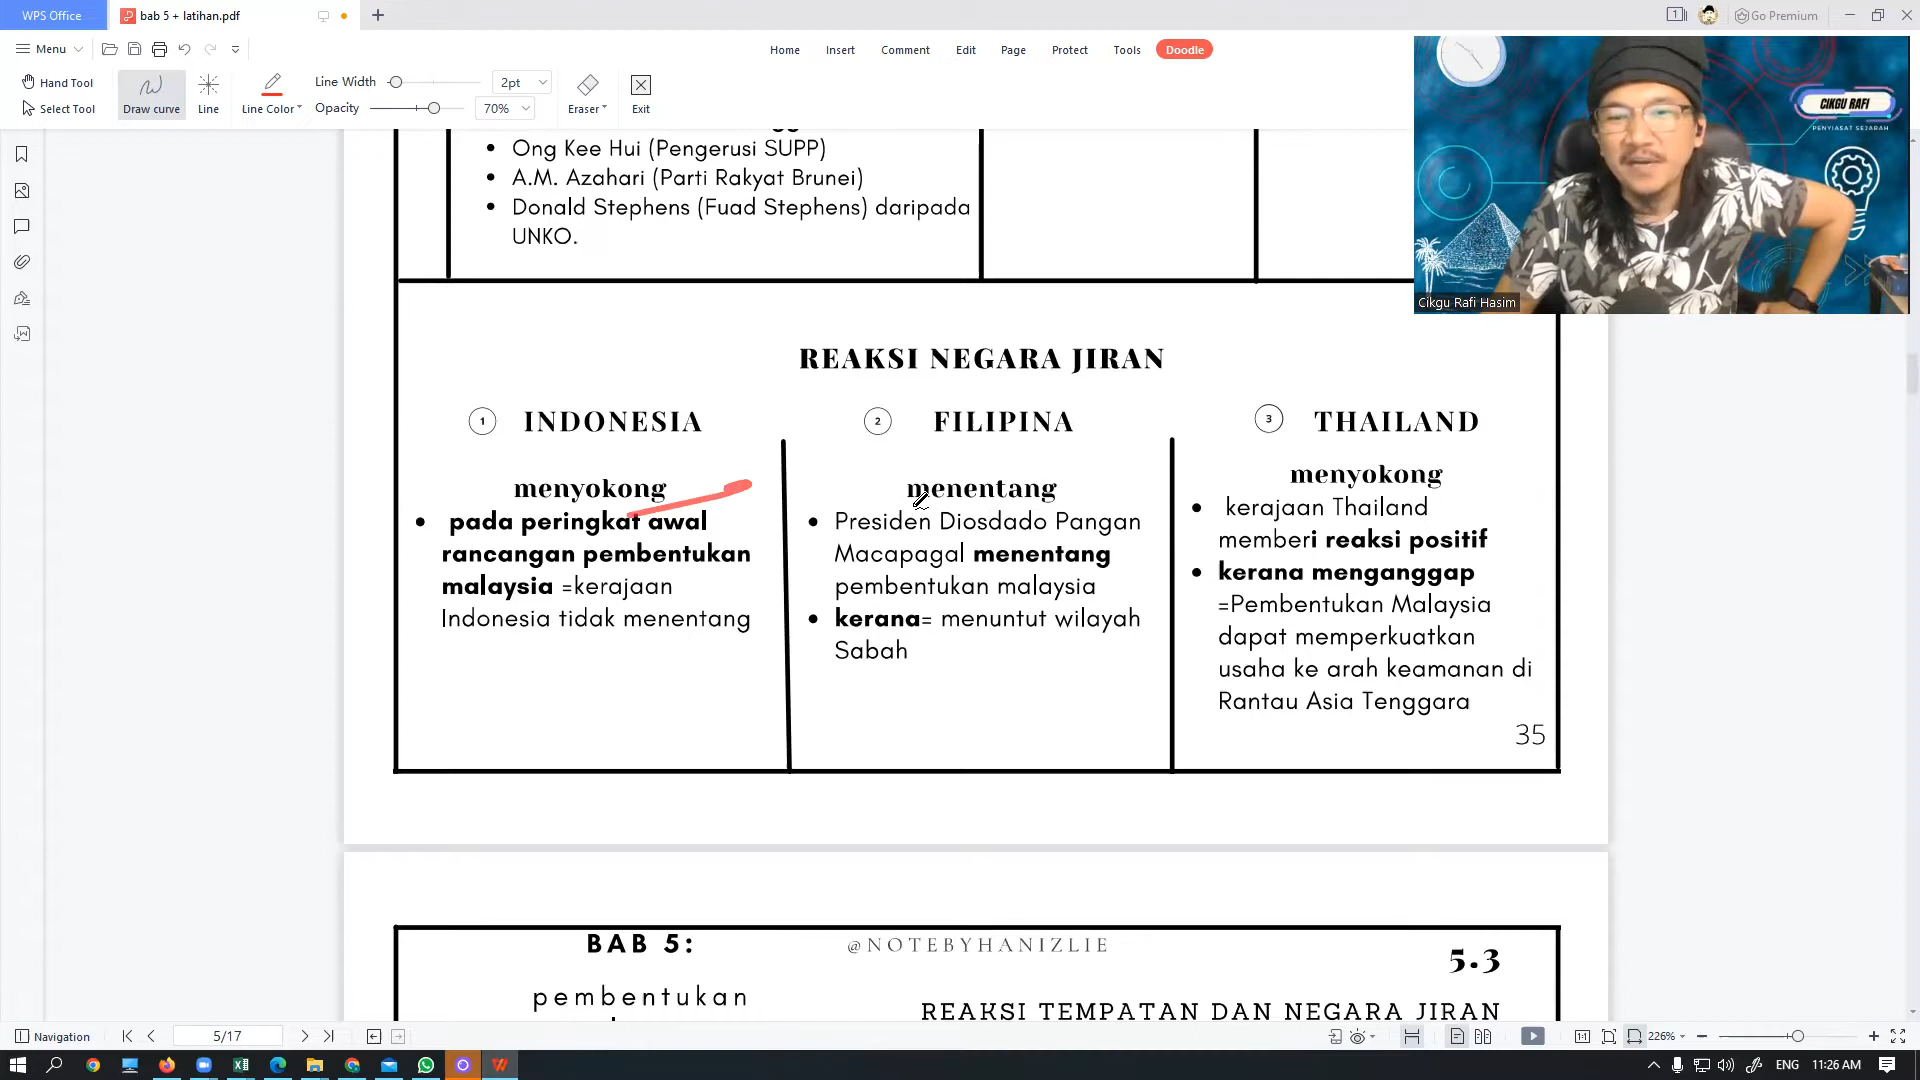 WPS Office
bab 5 + latihan.pdf
1
Go Premium
Menu
Home Insert Comment Edit Page Protect Tools Doodle
Hand Tool
Select Tool
Draw curve
Line
Line Color
Line Width 2pt
Opacity 70%
Eraser
Exit
CIKGU RAFI
PENYIASAT SEJARAH
Cikgu Rafi Hasim
• Ong Kee Hui (Pengerusi SUPP)
• A.M. Azahari (Parti Rakyat Brunei)
• Donald Stephens (Fuad Stephens) daripada
UNKO.
REAKSI NEGARA JIRAN
1 INDONESIA
menyokong
• pada peringkat awal
rancangan pembentukan
malaysia =kerajaan
Indonesia tidak menentang
2 FILIPINA
menentang
• Presiden Diosdado Pangan
Macapagal menentang
pembentukan malaysia
• kerana= menuntut wilayah
Sabah
3 THAILAND
menyokong
• kerajaan Thailand
memberi reaksi positif
• kerana menganggap
=Pembentukan Malaysia
dapat memperkuatkan
usaha ke arah keamanan di
Rantau Asia Tenggara
35
BAB 5:
pembentukan
@NOTEBYHANIZLIE
5.3
REAKSI TEMPATAN DAN NEGARA JIRAN
Navigation
5/17
226%
ENG
11:26 AM